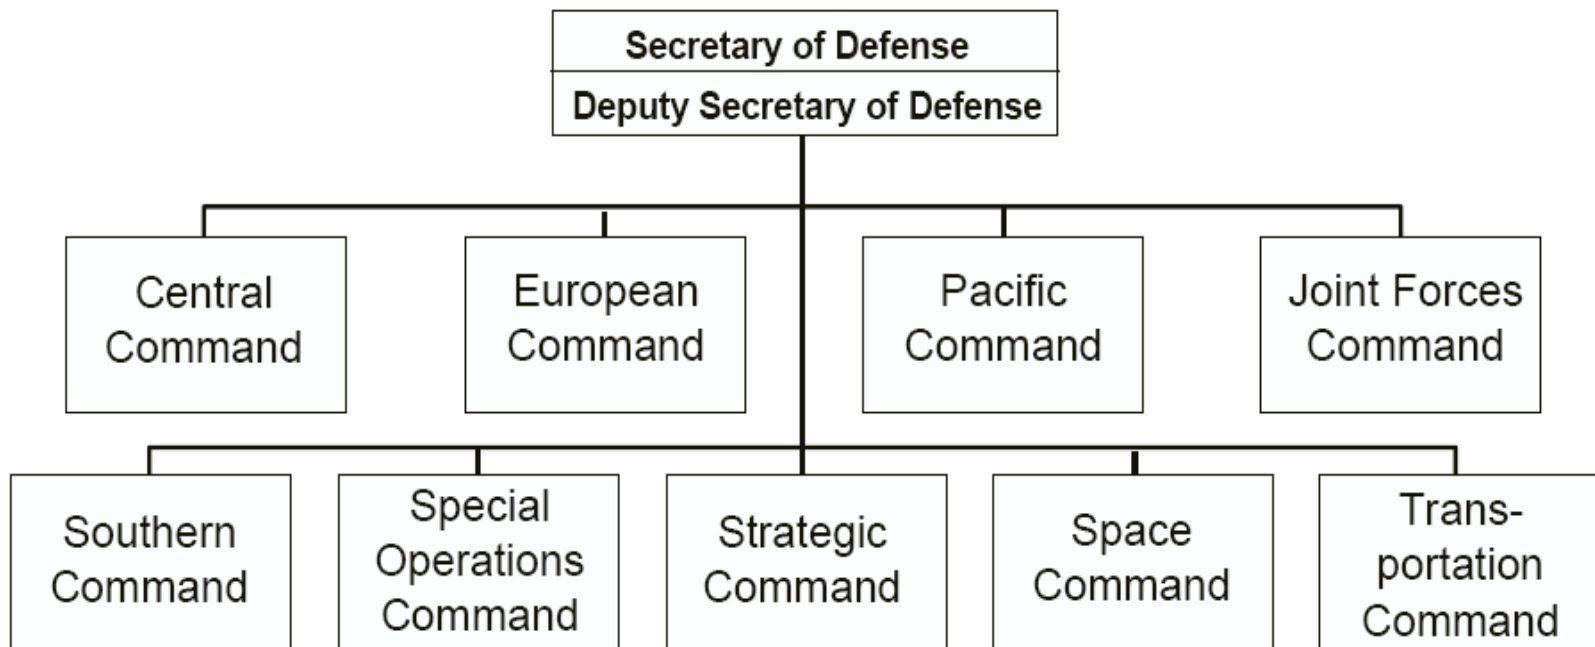 Secretary of Defense
Deputy Secretary of Defense
Central
Command
European
Command
Pacific
Command
Joint Forces
Command
Southern
Command
Special
Operations
Command
Strategic
Command
Space
Command
Trans-
portation
Command